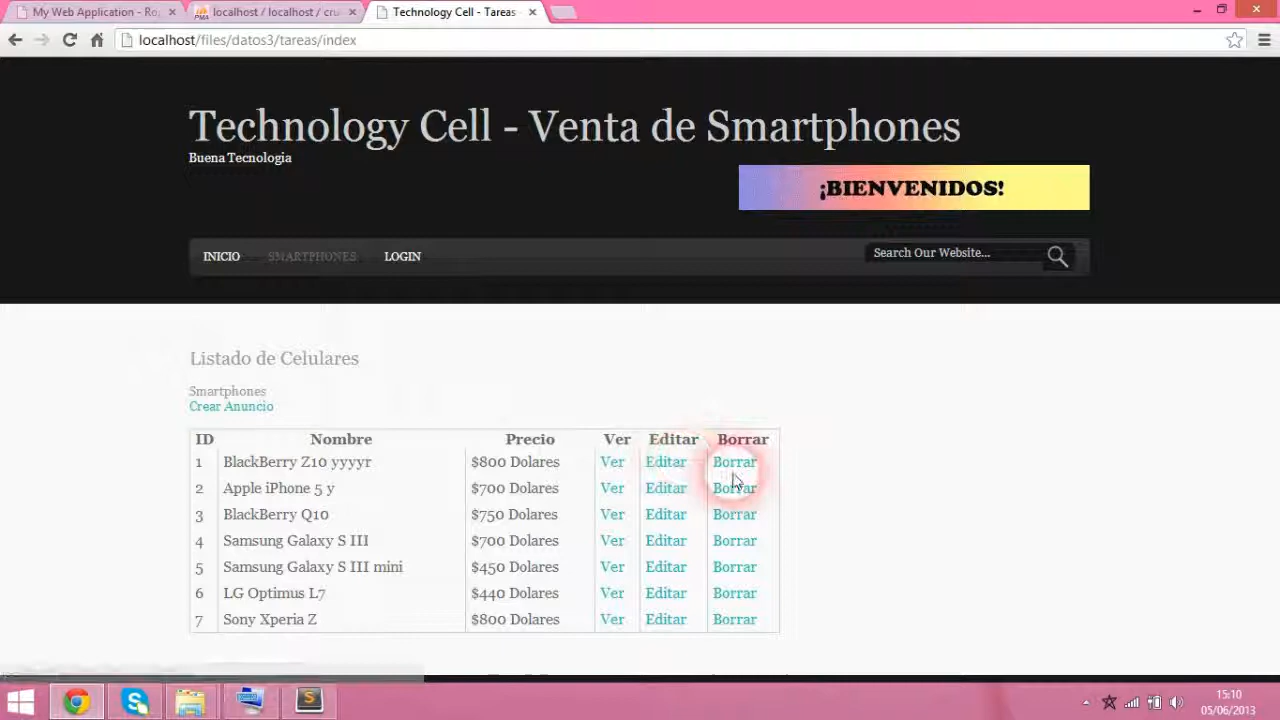 My Web Application - Ro
localhost / localhost / cru
Technology Cell - Tareas
localhost/files/datos3/tareas/index
Technology Cell - Venta de Smartphones
Buena Tecnologia
¡BIENVENIDOS!
INICIO SMARTPHONES LOGIN Search Our Website...
Listado de Celulares
Smartphones
Crear Anuncio
ID Nombre Precio Ver Editar Borrar
1 BlackBerry Z10 yyyyr $800 Dolares Ver Editar Borrar
2 Apple iPhone 5 y $700 Dolares Ver Editar Borrar
3 BlackBerry Q10 $750 Dolares Ver Editar Borrar
4 Samsung Galaxy S III $700 Dolares Ver Editar Borrar
5 Samsung Galaxy S III mini $450 Dolares Ver Editar Borrar
6 LG Optimus L7 $440 Dolares Ver Editar Borrar
7 Sony Xperia Z $800 Dolares Ver Editar Borrar
15:10
05/06/2013